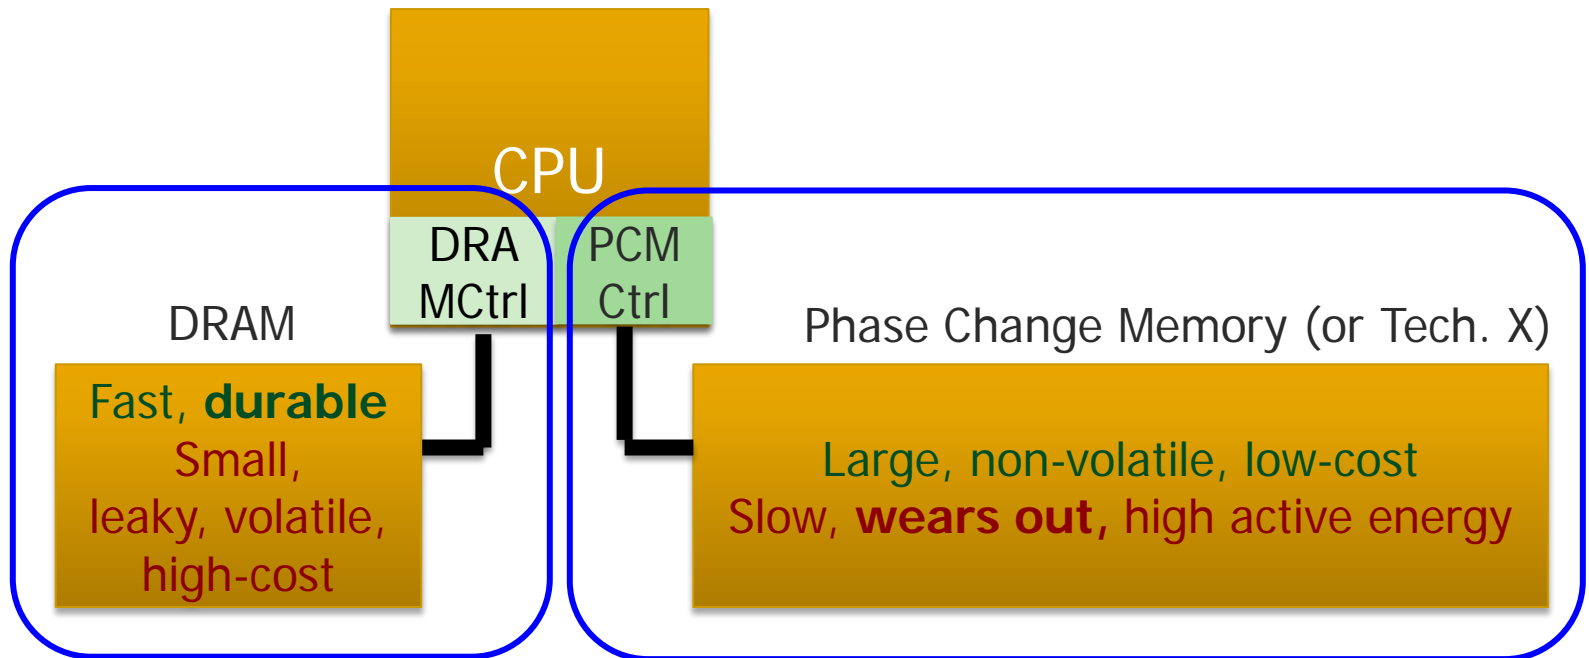 CPU
DRA
MCtrl
PCM
Ctrl
DRAM
Fast, durable
Small,
leaky, volatile,
high-cost
Phase Change Memory (or Tech. X)
Large, non-volatile, low-cost
Slow, wears out, high active energy